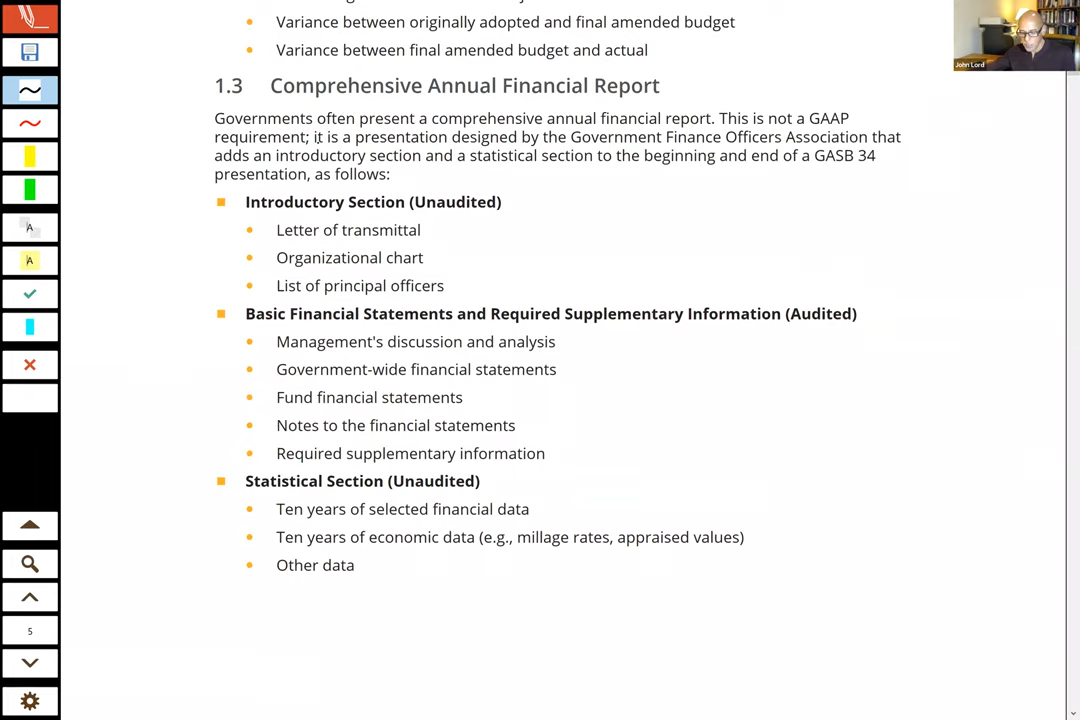 Variance between originally adopted and final amended budget
Variance between final amended budget and actual
1.3 Comprehensive Annual Financial Report
Governments often present a comprehensive annual financial report. This is not a GAAP
requirement; it is a presentation designed by the Government Finance Officers Association that
adds an introductory section and a statistical section to the beginning and end of a GASB 34
presentation, as follows:
Introductory Section (Unaudited)
Letter of transmittal
Organizational chart
List of principal officers
Basic Financial Statements and Required Supplementary Information (Audited)
Management's discussion and analysis
Government-wide financial statements
Fund financial statements
Notes to the financial statements
Required supplementary information
Statistical Section (Unaudited)
Ten years of selected financial data
Ten years of economic data (e.g., millage rates, appraised values)
Other data
John Lord
A
A
5